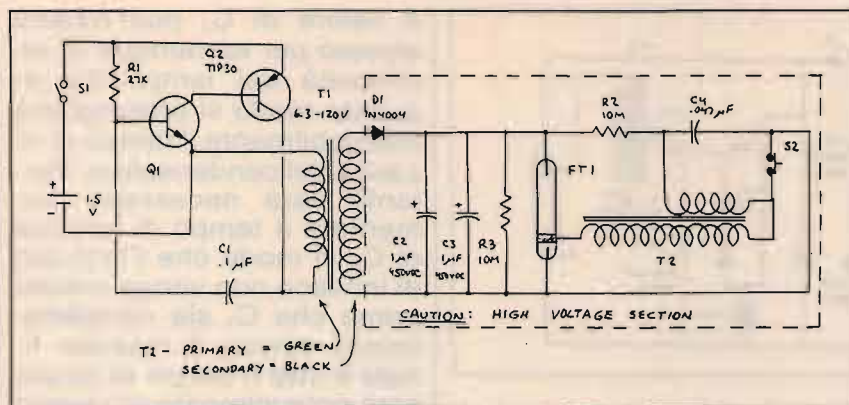 S1
R1
27K
Q2
TIP30
Q1
+
-
1.5
V
C1
.1µF
T1
6.3-120V
D1
1N4004
C2
1µF
450VDC
+
C3
1µF
450VDC
+
R3
10M
FT1
R2
10M
C4
.047µF
S2
T2
CAUTION: HIGH VOLTAGE SECTION
T2 - PRIMARY = GREEN
SECONDARY = BLACK